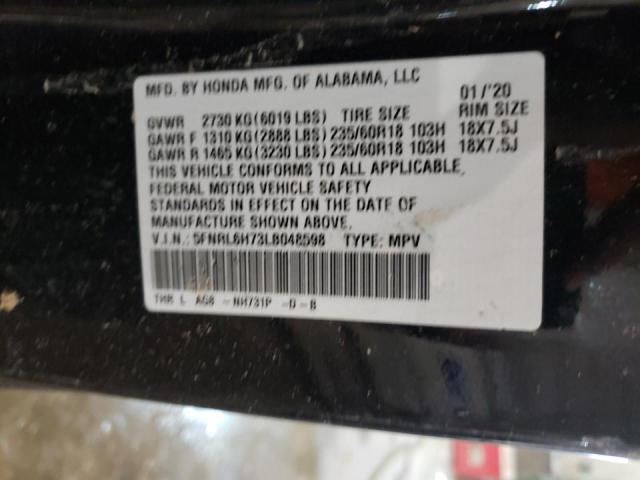 MFD. BY HONDA MFG. OF ALABAMA, LLC 01/'20
GVWR 2730 KG(6019 LBS) TIRE SIZE RIM SIZE
GAWR F 1310 KG(2888 LBS) 235/60R18 103H 18X7.5J
GAWR R 1465 KG(3230 LBS) 235/60R18 103H 18X7.5J
THIS VEHICLE CONFORMS TO ALL APPLICABLE
FEDERAL MOTOR VEHICLE SAFETY
STANDARDS IN EFFECT ON THE DATE OF
MANUFACTURE SHOWN ABOVE.
V.I.N.: 5FNRL6H73LB048598 TYPE: MPV
THR L AG8 -NH731P -D -B